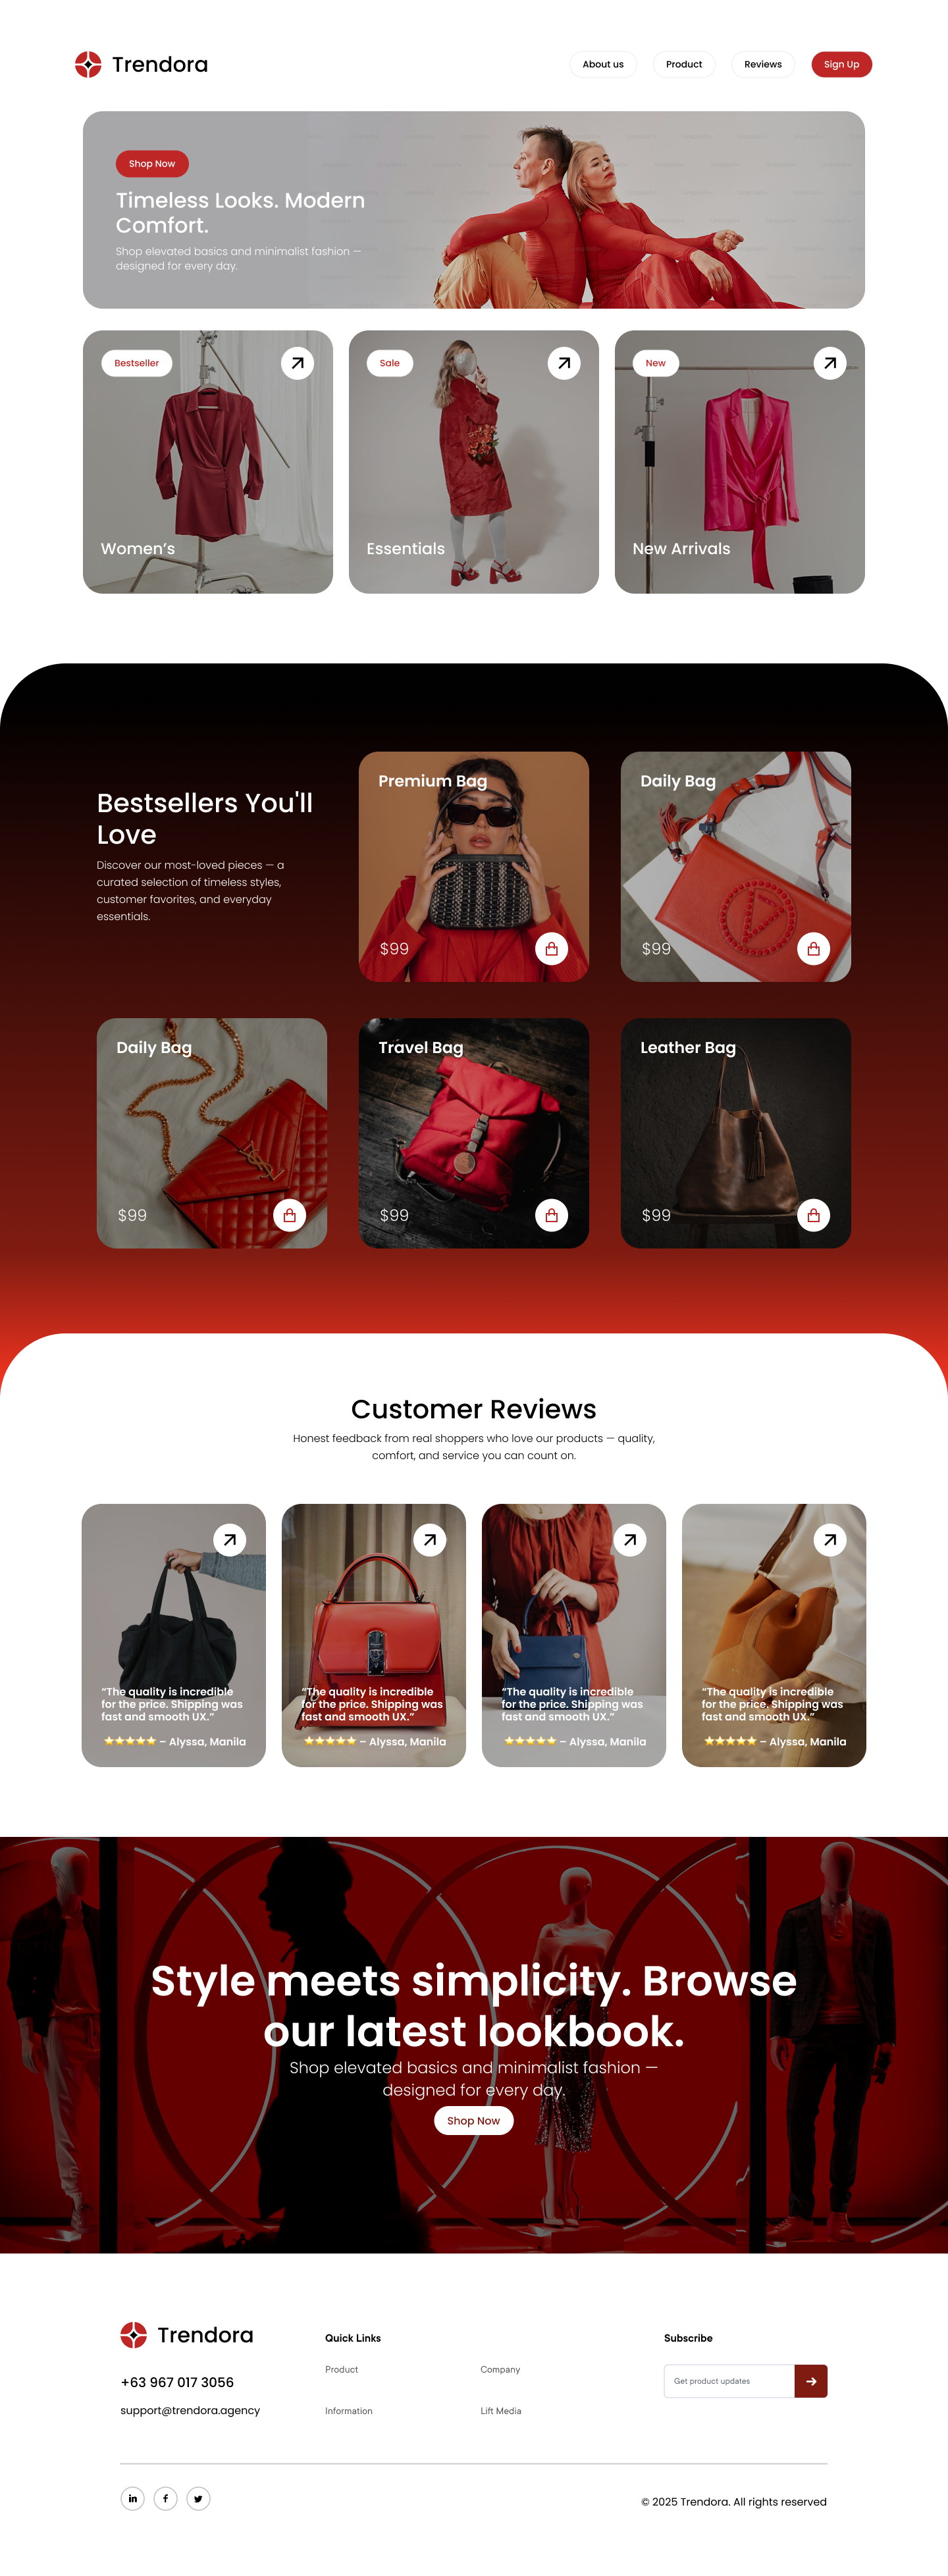 Trendora
About us
Product
Reviews
Sign Up
Shop Now
Timeless Looks. Modern
Comfort.
Shop elevated basics and minimalist fashion —
designed for every day.
Bestseller
Sale
New
Women's
Essentials
New Arrivals
Bestsellers You'll
Love
Discover our most-loved pieces — a
curated selection of timeless styles,
customer favorites, and everyday
essentials.
Premium Bag
$99
Daily Bag
$99
Daily Bag
$99
Travel Bag
$99
Leather Bag
$99
Customer Reviews
Honest feedback from real shoppers who love our products — quality,
comfort, and service you can count on.
“The quality is incredible
for the price. Shipping was
fast and smooth UX.”
⭐⭐⭐⭐⭐ – Alyssa, Manila
“The quality is incredible
for the price. Shipping was
fast and smooth UX.”
⭐⭐⭐⭐⭐ – Alyssa, Manila
“The quality is incredible
for the price. Shipping was
fast and smooth UX.”
⭐⭐⭐⭐⭐ – Alyssa, Manila
“The quality is incredible
for the price. Shipping was
fast and smooth UX.”
⭐⭐⭐⭐⭐ – Alyssa, Manila
Style meets simplicity. Browse
our latest lookbook.
Shop elevated basics and minimalist fashion —
designed for every day.
Shop Now
Trendora
+63 967 017 3056
support@trendora.agency
Quick Links
Product
Company
Information
Lift Media
Subscribe
Get product updates
© 2025 Trendora. All rights reserved